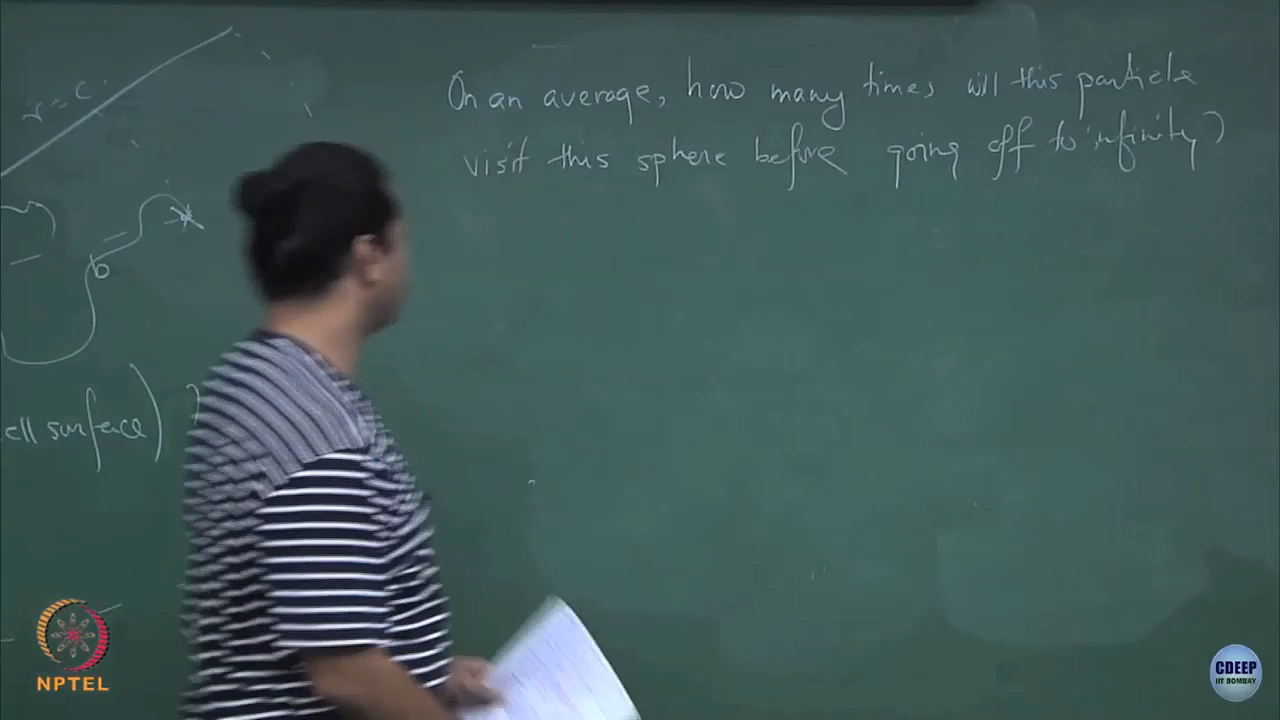 On an average, how many times will this particle
visit this sphere before going off to infinity?
r = c
b
ell surface) ?
NPTEL
CDEEP
IIT BOMBAY